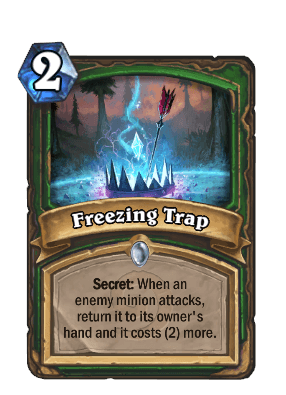 2
Freezing Trap
Secret: When an
enemy minion attacks,
return it to its owner's
hand and it costs (2) more.